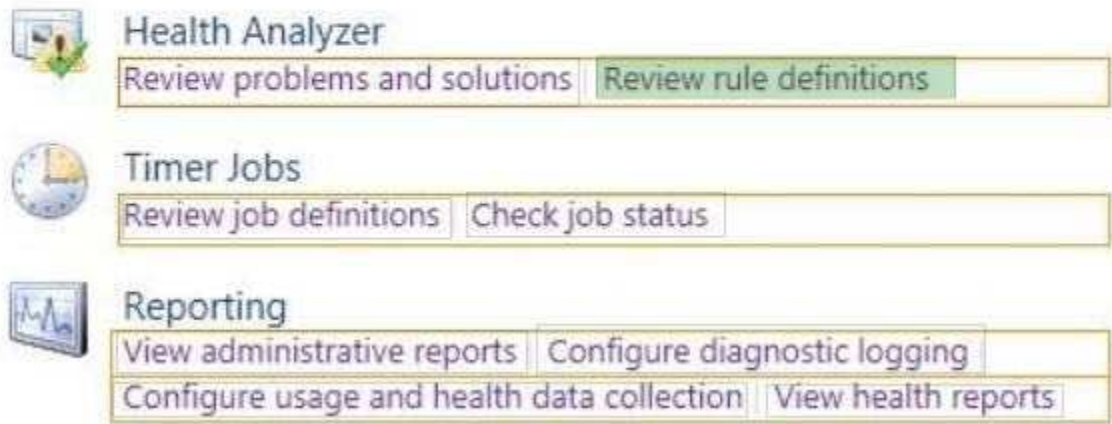 Health Analyzer
Review problems and solutions Review rule definitions
Timer Jobs
Review job definitions Check job status
Reporting
View administrative reports Configure diagnostic logging
Configure usage and health data collection View health reports